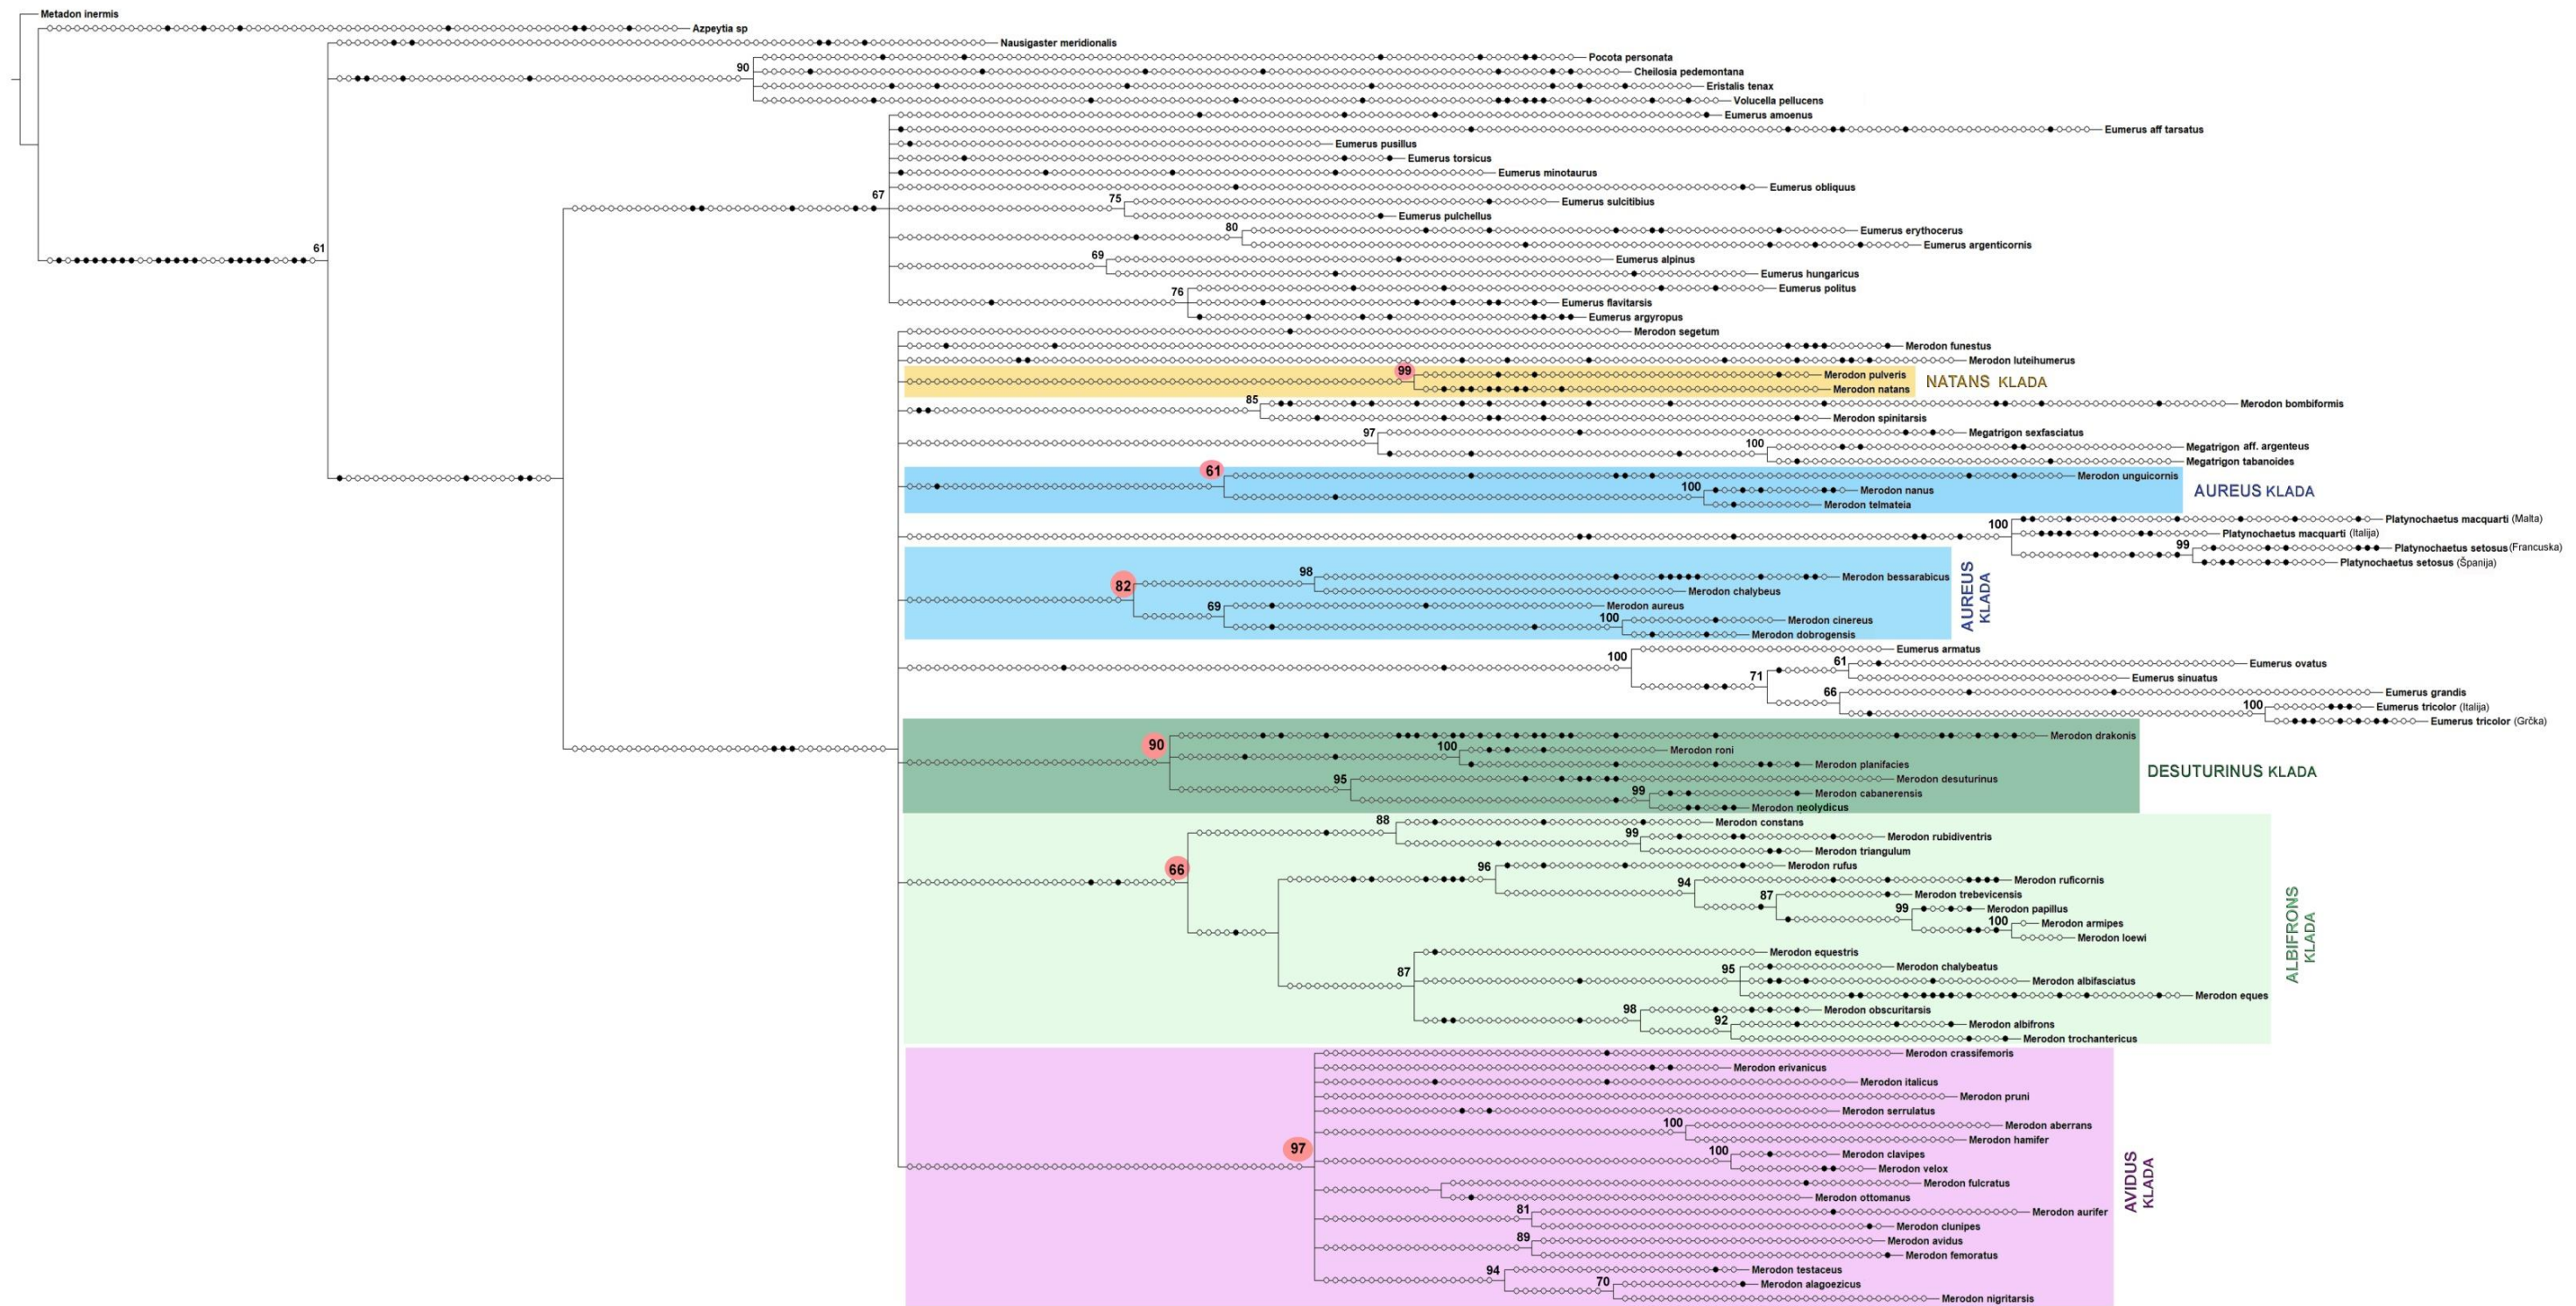 Metadon inermis
Azpeytia sp
Nausigaster meridionalis
Pocota personata
90
Cheilosia pedemontana
Eristalis tenax
Volucella pellucens
Eumerus amoenus
Eumerus aff tarsatus
Eumerus pusillus
Eumerus torsicus
Eumerus minotaurus
Eumerus obliquus
67
75
Eumerus sulcitibius
Eumerus pulchellus
80
Eumerus erythocerus
Eumerus argenticornis
61
69
Eumerus alpinus
Eumerus hungaricus
76
Eumerus politus
Eumerus flavitarsis
Eumerus argyropus
Merodon segetum
Merodon funestus
Merodon luteihumerus
99
Merodon pulveris
NATANS KLADA
Merodon natans
85
Merodon bombiformis
Merodon spinitarsis
97
Megatrigon sexfasciatus
100
Megatrigon aff. argenteus
Megatrigon tabanoides
61
Merodon unguicornis
100
Merodon nanus
AUREUS KLADA
Merodon telmateia
100
Platynochaetus macquarti (Malta)
Platynochaetus macquarti (Italija)
99
Platynochaetus setosus (Francuska)
Platynochaetus setosus (Španija)
82
98
Merodon bessarabicus
Merodon chalybeus
AUREUS
KLADA
69
Merodon aureus
100
Merodon cinereus
Merodon dobrogensis
100
Eumerus armatus
61
Eumerus ovatus
71
Eumerus sinuatus
66
Eumerus grandis
100
Eumerus tricolor (Italija)
Eumerus tricolor (Grčka)
90
Merodon drakonis
100
Merodon roni
Merodon planifacies
DESUTURINUS KLADA
95
Merodon desuturinus
99
Merodon cabanerensis
Merodon neolydicus
88
Merodon constans
99
Merodon rubidiventris
Merodon triangulum
66
96
Merodon rufus
94
Merodon ruficornis
87
Merodon trebevicensis
99
Merodon papillus
100
Merodon armipes
Merodon loewi
ALBIFRONS
KLADA
Merodon equestris
87
95
Merodon chalybeatus
Merodon albifasciatus
Merodon eques
98
Merodon obscuritarsis
92
Merodon albifrons
Merodon trochantericus
Merodon crassifemoris
Merodon erivanicus
Merodon italicus
Merodon pruni
Merodon serrulatus
97
100
Merodon aberrans
Merodon hamifer
100
Merodon clavipes
Merodon velox
AVIDUS
KLADA
Merodon fulcratus
Merodon ottomanus
81
Merodon aurifer
Merodon clunipes
89
Merodon avidus
Merodon femoratus
94
Merodon testaceus
70
Merodon alagoezicus
Merodon nigritarsis